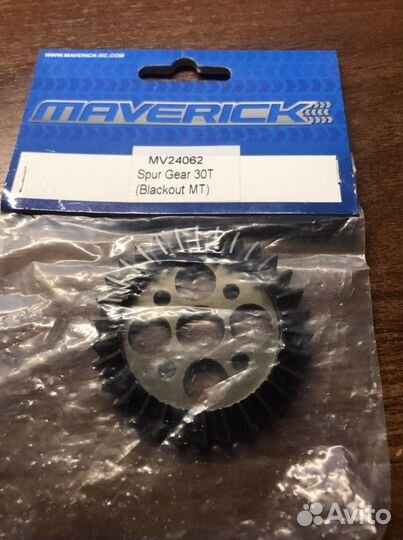 WWW.MAVERICK-RC.COM
MAVERICK
MV24062
Spur Gear 30T
(Blackout MT)
Avito